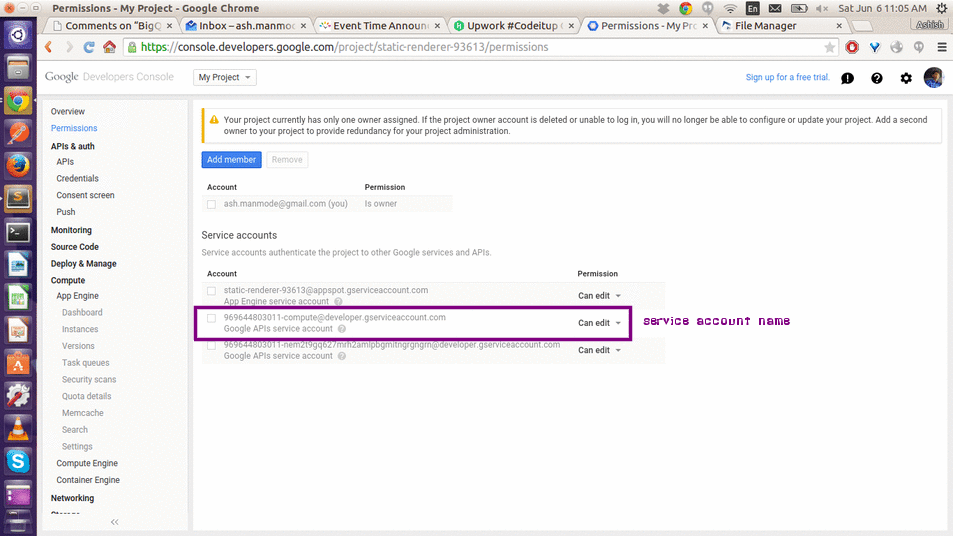 Permissions - My Project - Google Chrome
En
Sat Jun 6 11:05 AM
Comments on “BigQ
Inbox – ash.manmod
Event Time Announc
Upwork #Codeitup C
Permissions - My Pro
File Manager
Ashish
https://console.developers.google.com/project/static-renderer-93613/permissions
Google Developers Console
My Project
Sign up for a free trial.
Overview
Permissions
APIs & auth
APIs
Credentials
Consent screen
Push
Monitoring
Source Code
Deploy & Manage
Compute
App Engine
Dashboard
Instances
Versions
Task queues
Security scans
Quota details
Memcache
Search
Settings
Compute Engine
Container Engine
Networking
Storage
Your project currently has only one owner assigned. If the project owner account is deleted or unable to log in, you will no longer be able to configure or update your project. Add a second
owner to your project to provide redundancy for your project administration.
Add member
Remove
Account Permission
ash.manmode@gmail.com (you) Is owner
Service accounts
Service accounts authenticate the project to other Google services and APIs.
Account Permission
static-renderer-93613@appspot.gserviceaccount.com
App Engine service account
Can edit
969644803011-compute@developer.gserviceaccount.com
Google APIs service account
Can edit
service account name
Google APIs service account
Can edit